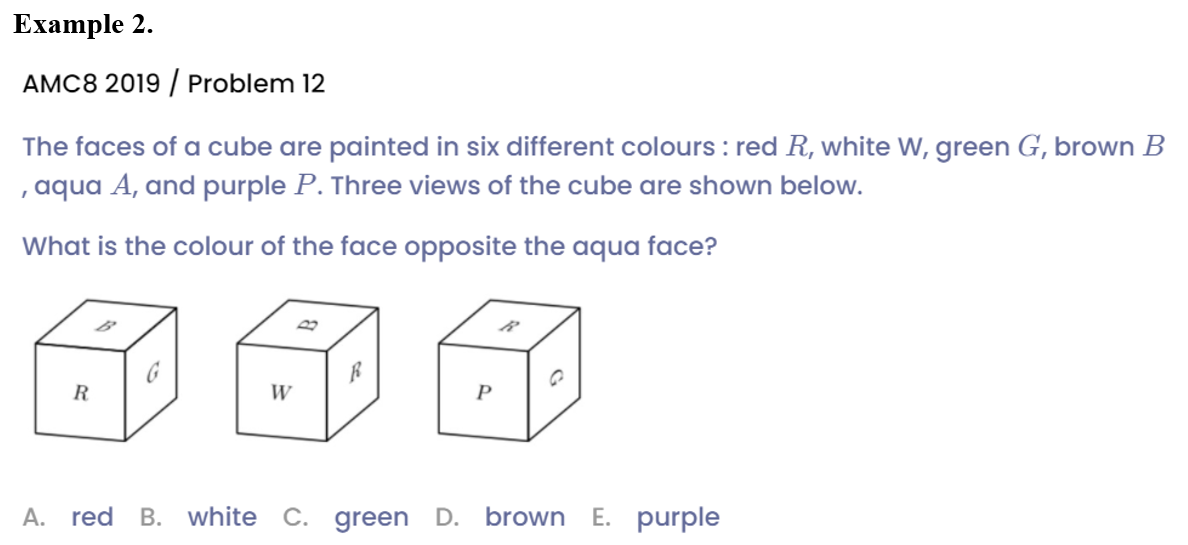 Example 2.
AMC8 2019 / Problem 12
The faces of a cube are painted in six different colours : red R, white W, green G, brown B
, aqua A, and purple P. Three views of the cube are shown below.
What is the colour of the face opposite the aqua face?
B
G
R
B
R
W
R
G
P
A. red B. white C. green D. brown E. purple